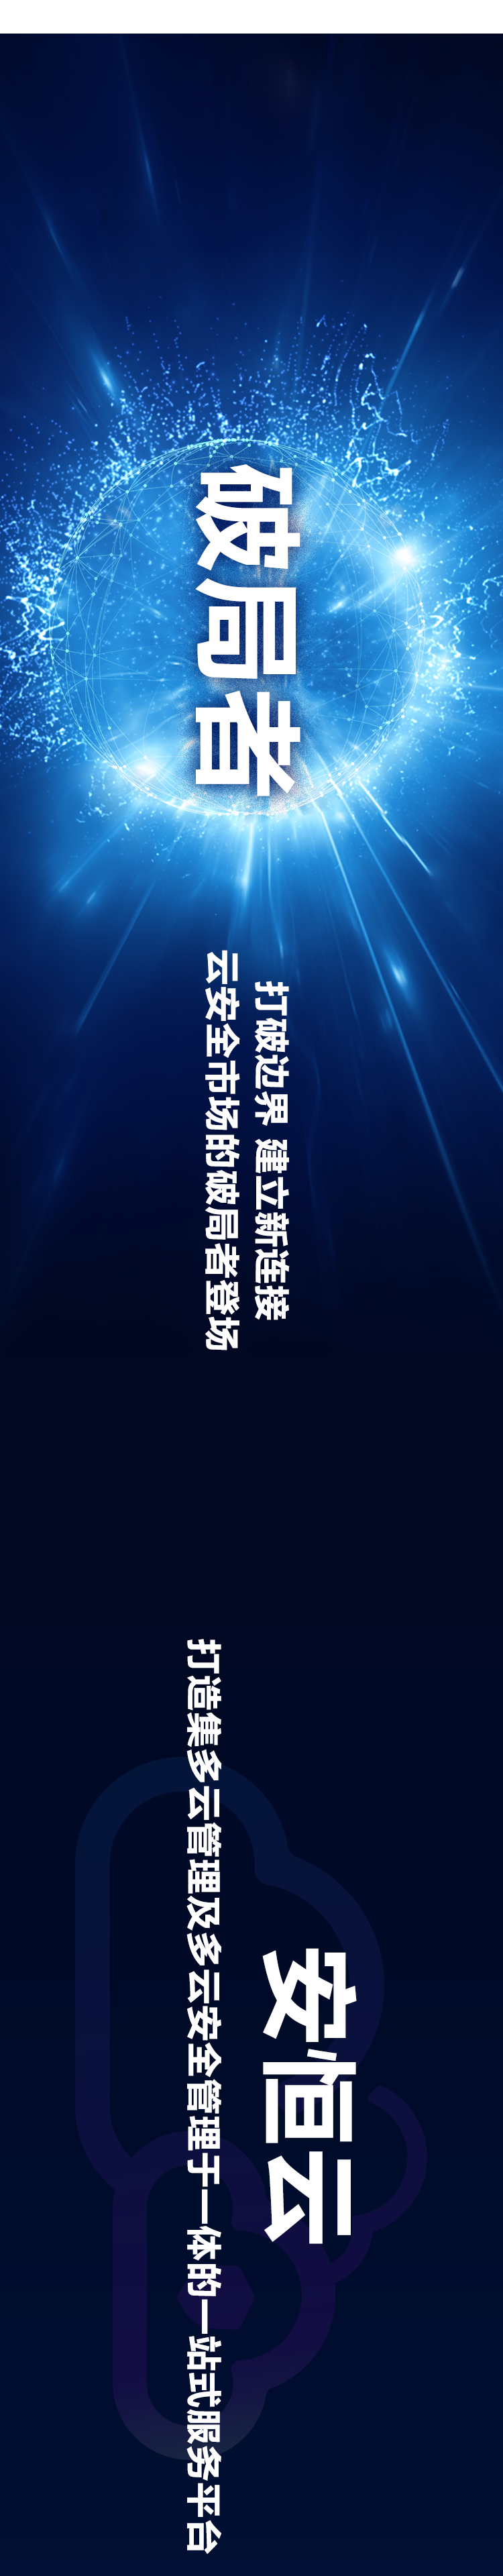 破局者
打破边界 建立新连接
云安全市场的破局者登场
安恒云
打造集多云管理及多云安全管理于一体的一站式服务平台